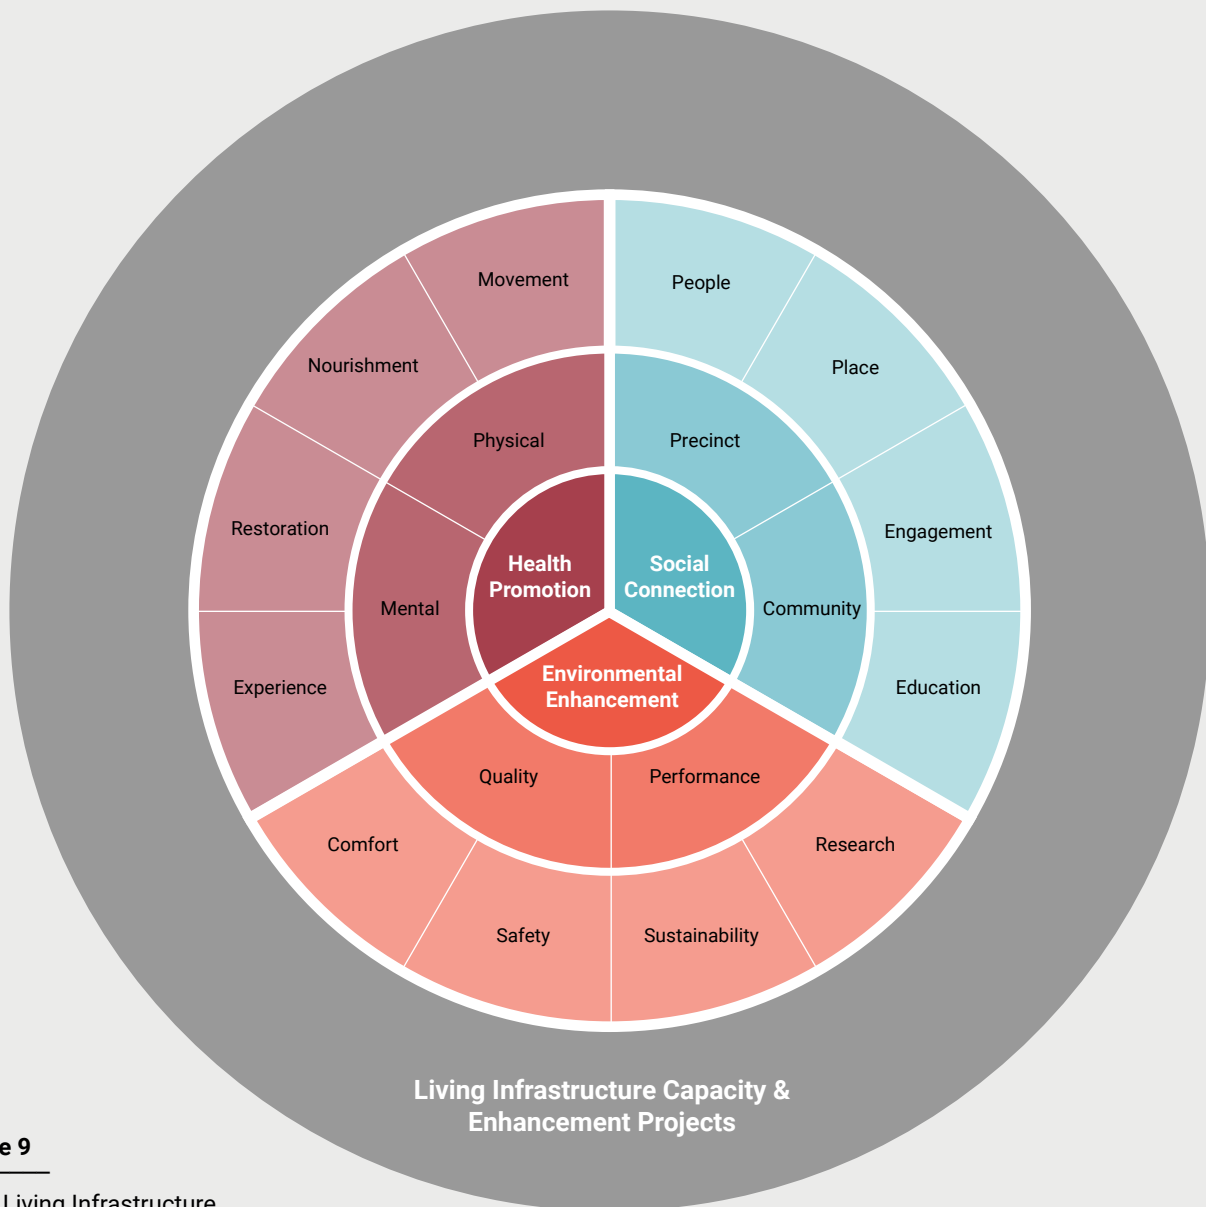 Movement
People
Nourishment
Place
Physical
Precinct
Restoration
Engagement
Health
Promotion
Social
Connection
Mental
Community
Experience
Education
Environmental
Enhancement
Quality
Performance
Comfort
Research
Safety
Sustainability
Living Infrastructure Capacity &
Enhancement Projects
9
Living Infrastructure